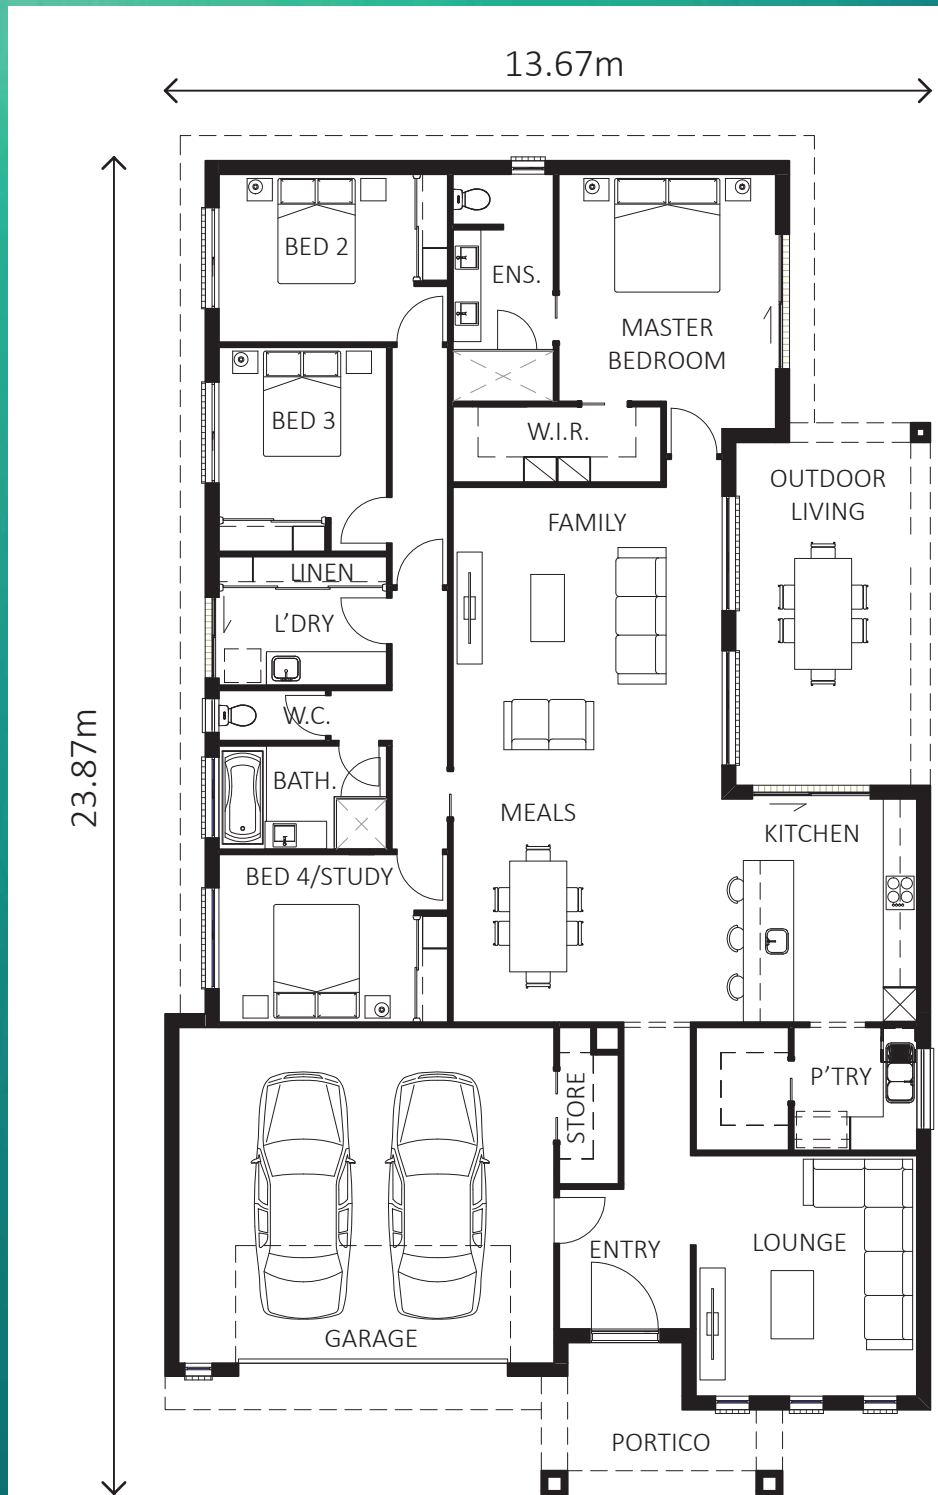 13.67m
23.87m
BED 2
ENS.
MASTER
BEDROOM
BED 3
W.I.R.
OUTDOOR
LIVING
FAMILY
LINEN
L'DRY
W.C.
BATH.
MEALS
KITCHEN
BED 4/STUDY
P'TRY
STORE
ENTRY
LOUNGE
GARAGE
PORTICO